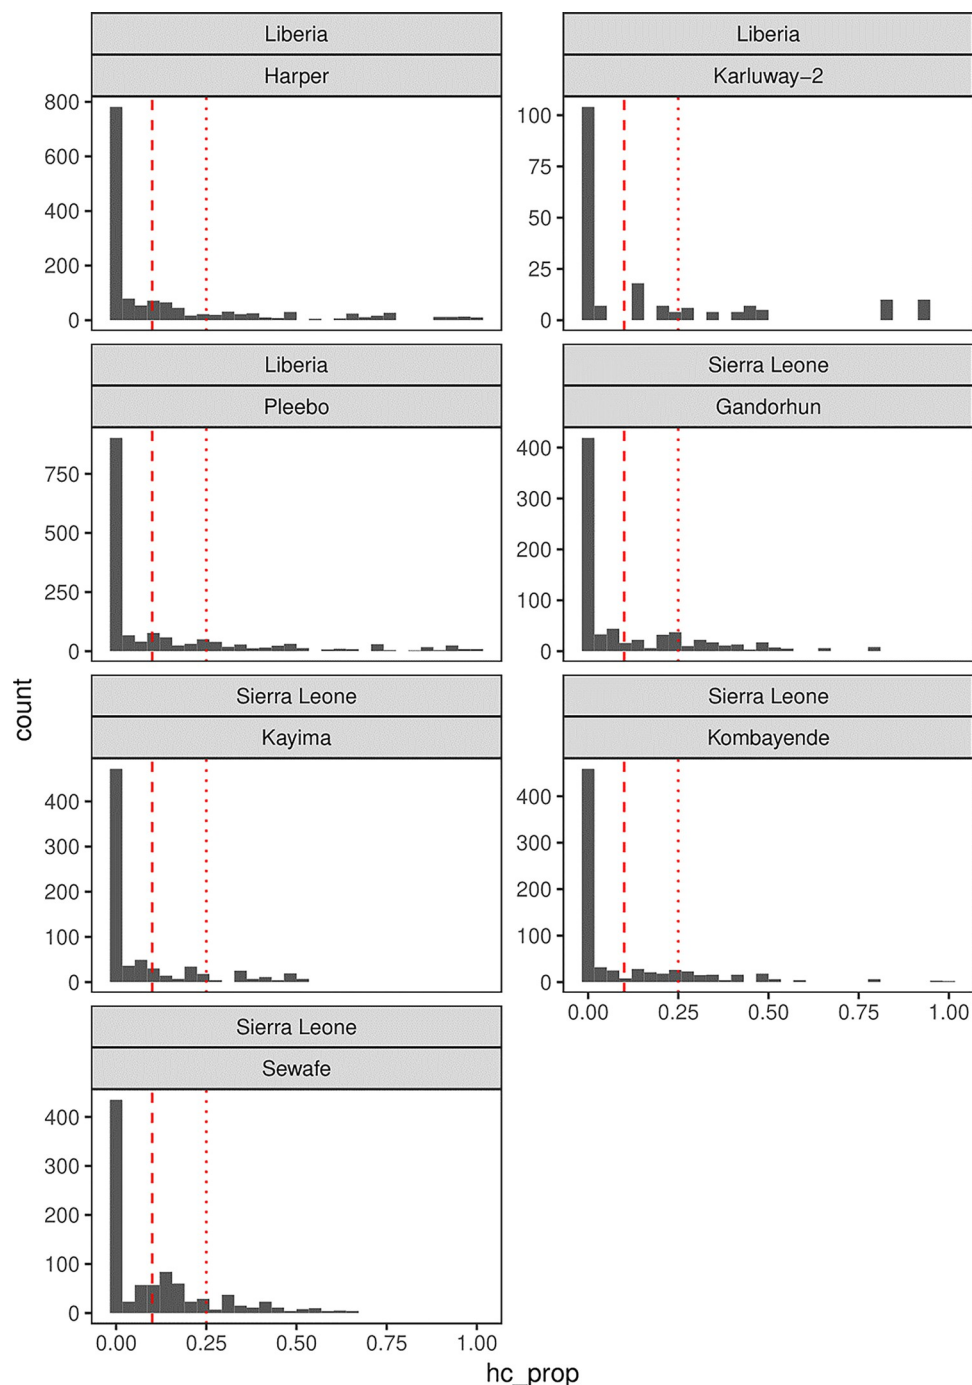 Liberia
Harper
800
600
400
200
0
Liberia
Karluway−2
100
75
50
25
0
Liberia
Pleebo
750
500
250
0
Sierra Leone
Gandorhun
400
300
200
100
0
Sierra Leone
Kayima
400
300
200
100
0
Sierra Leone
Kombayende
400
300
200
100
0
0.00 0.25 0.50 0.75 1.00
Sierra Leone
Sewafe
400
300
200
100
0
0.00 0.25 0.50 0.75 1.00
count
hc_prop